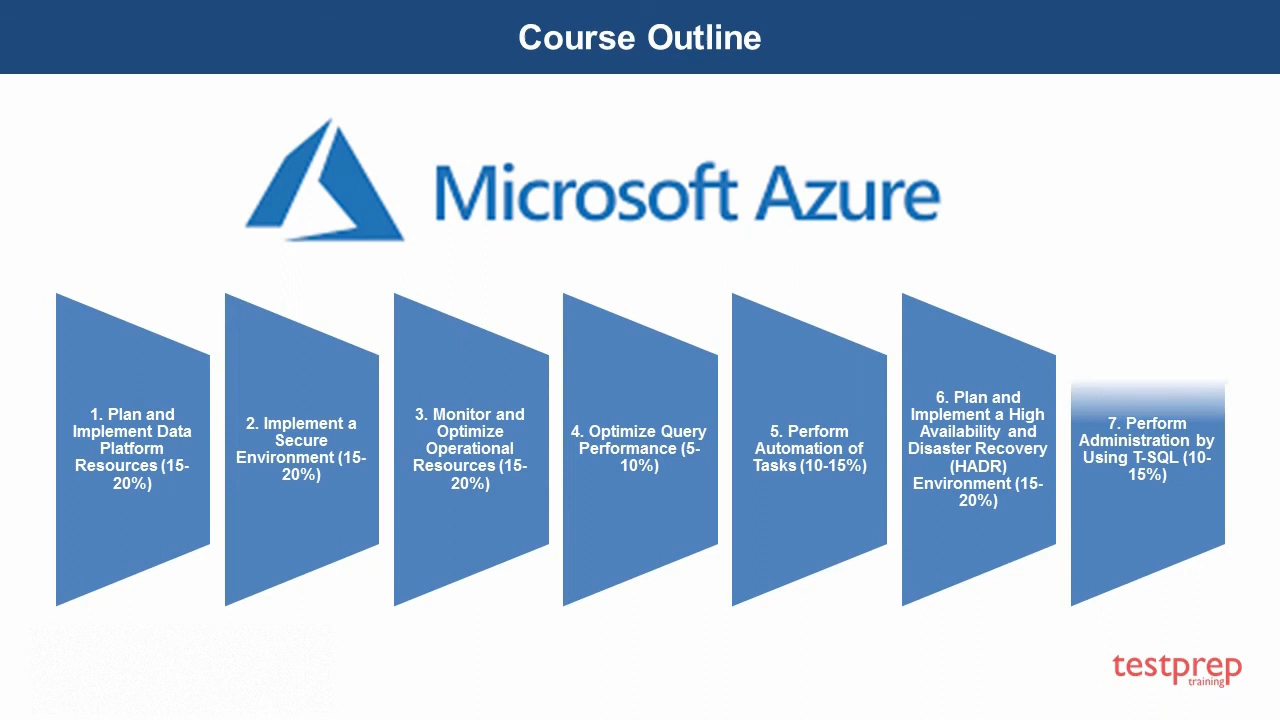 Course Outline
Microsoft Azure
1. Plan and
Implement Data
Platform
Resources (15-
20%)
2. Implement a
Secure
Environment (15-
20%)
3. Monitor and
Optimize
Operational
Resources (15-
20%)
4. Optimize Query
Performance (5-
10%)
5. Perform
Automation of
Tasks (10-15%)
6. Plan and
Implement a High
Availability and
Disaster Recovery
(HADR)
Environment (15-
20%)
7. Perform
Administration by
Using T-SQL (10-
15%)
testprep
training